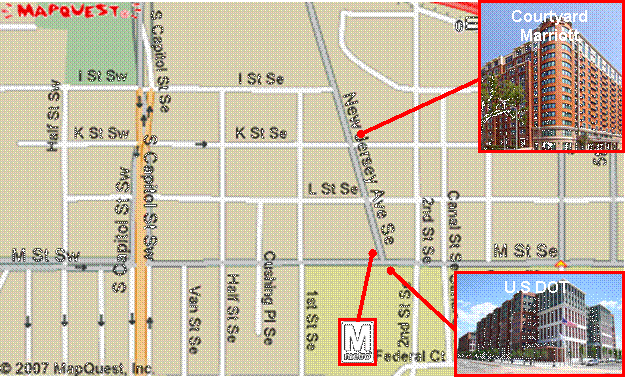 MAPQUEST
Courtyard
Marriott
S Capitol St Se
I St Sw
I St Se
Half St Sw
New Jersey Ave Se
K St Sw
K St Se
S Capitol St Sw
S Capitol St Sw
L St Se
2nd St Se
Canal St Se
M St Sw
M St Se
U.S DOT
Van St Se
Half St Se
Cushing Pl Se
1st St Se
2nd St S
M
metro
Federal Ct
© 2007 MapQuest, Inc.